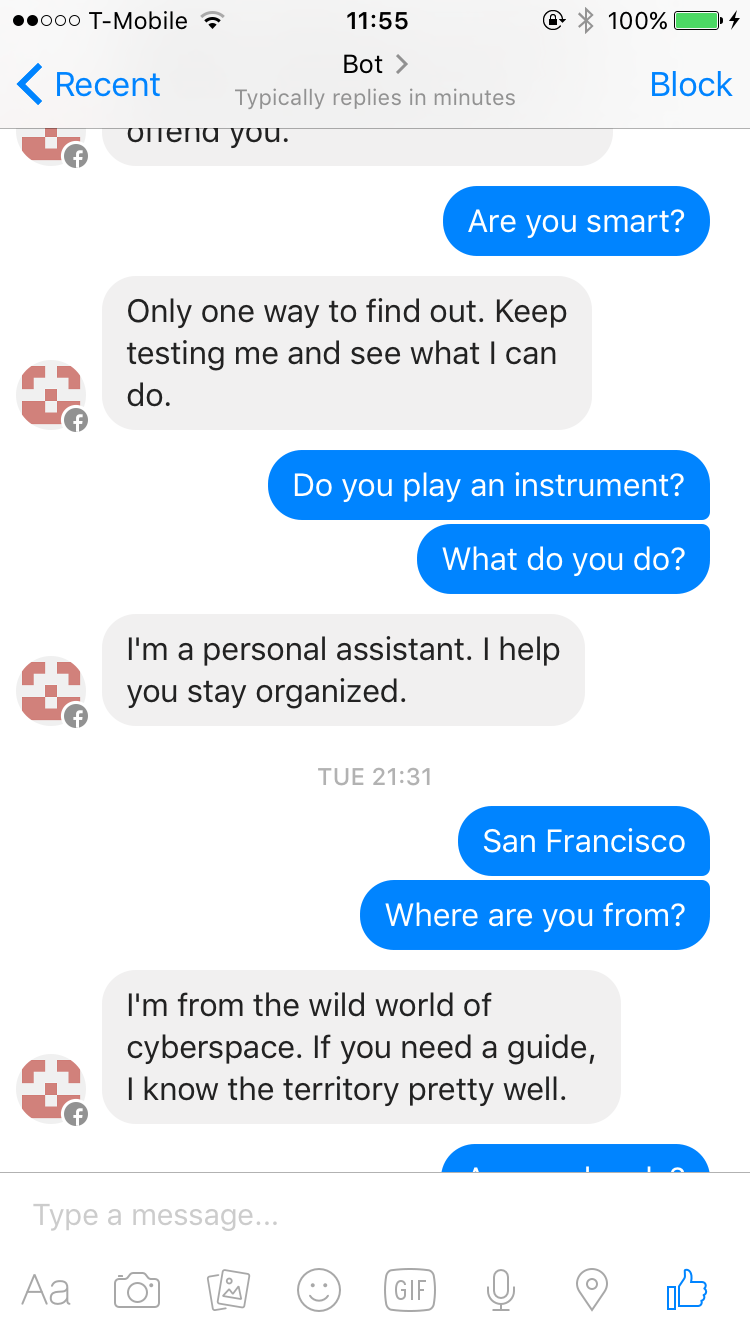 T-Mobile 11:55 100%
Recent Bot Block
Typically replies in minutes
offend you.
Are you smart?
Only one way to find out. Keep
testing me and see what I can
do.
Do you play an instrument?
What do you do?
I'm a personal assistant. I help
you stay organized.
TUE 21:31
San Francisco
Where are you from?
I'm from the wild world of
cyberspace. If you need a guide,
I know the territory pretty well.
Type a message...
Aa GIF